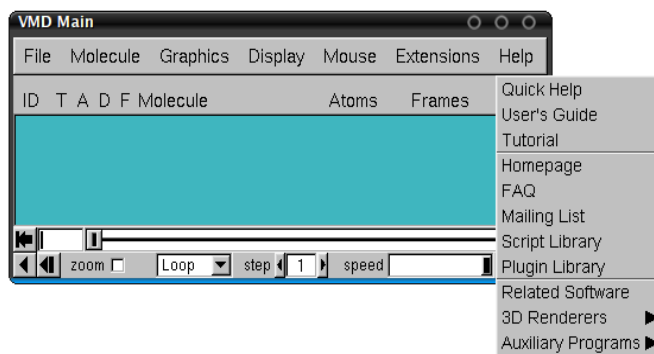 VMD Main
File Molecule Graphics Display Mouse Extensions Help
ID T A D F Molecule Atoms Frames
Quick Help
User's Guide
Tutorial
Homepage
FAQ
Mailing List
Script Library
Plugin Library
Related Software
3D Renderers
Auxiliary Programs
zoom Loop step 1 speed